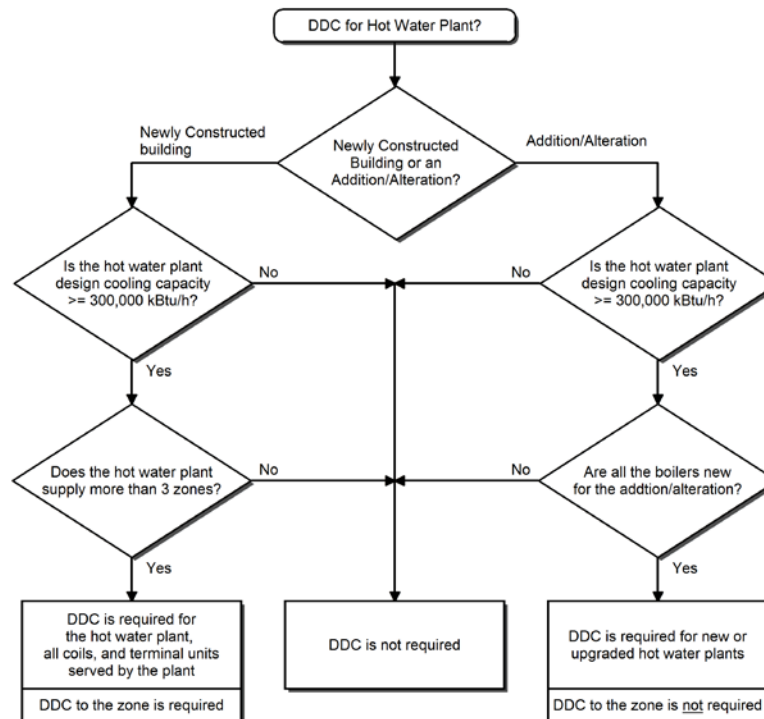 DDC for Hot Water Plant?
Newly Constructed
building
Newly Constructed
Building or an
Addition/Alteration?
Addition/Alteration
Is the hot water plant
design cooling capacity
>= 300,000 kBtu/h?
No
No
Is the hot water plant
design cooling capacity
>= 300,000 kBtu/h?
Yes
Yes
Does the hot water plant
supply more than 3 zones?
No
No
Are all the boilers new
for the addtion/alteration?
Yes
Yes
DDC is required for
the hot water plant,
all coils, and terminal units
served by the plant
DDC to the zone is required
DDC is not required
DDC is required for new or
upgraded hot water plants
DDC to the zone is not required